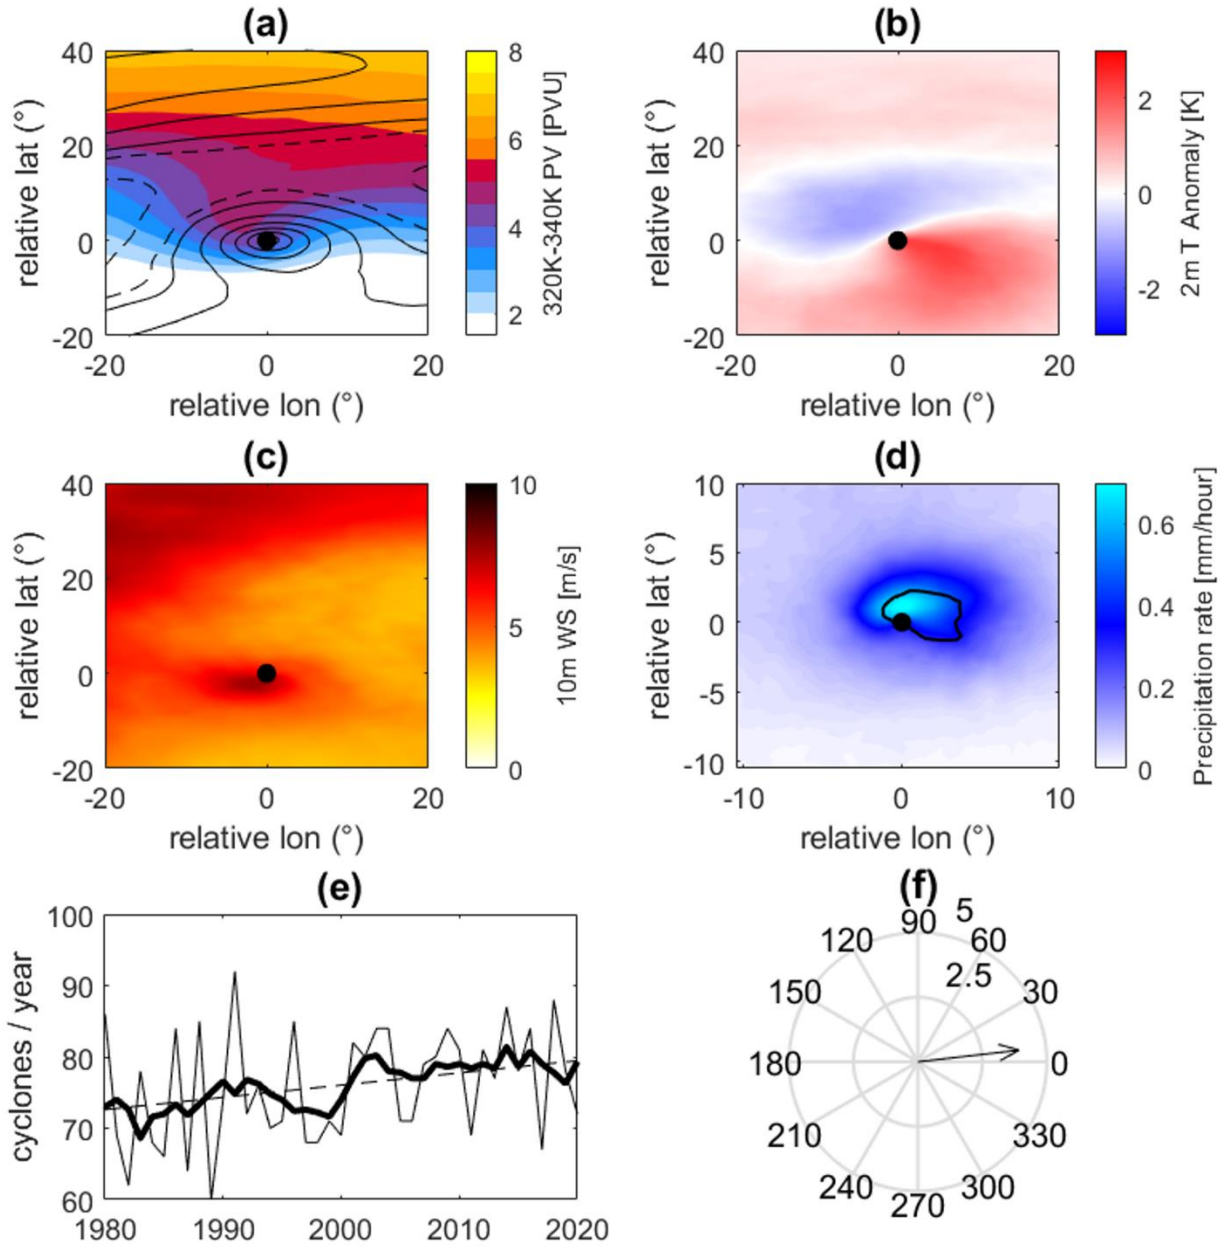 (a)
40
20
0
-20
-20 0 20
relative lat (°)
relative lon (°)
8
6
4
2
320K-340K PV [PVU]
(b)
40
20
0
-20
-20 0 20
relative lat (°)
relative lon (°)
2
0
-2
2m T Anomaly [K]
(c)
40
20
0
-20
-20 0 20
relative lat (°)
relative lon (°)
10
5
0
10m WS [m/s]
(d)
10
5
0
-5
-10
-10 0 10
relative lat (°)
relative lon (°)
0.6
0.4
0.2
0
Precipitation rate [mm/hour]
(e)
100
90
80
70
60
1980 1990 2000 2010 2020
cyclones / year
(f)
90 5
120 60
2.5
150 30
180 0
210 330
240 300
270